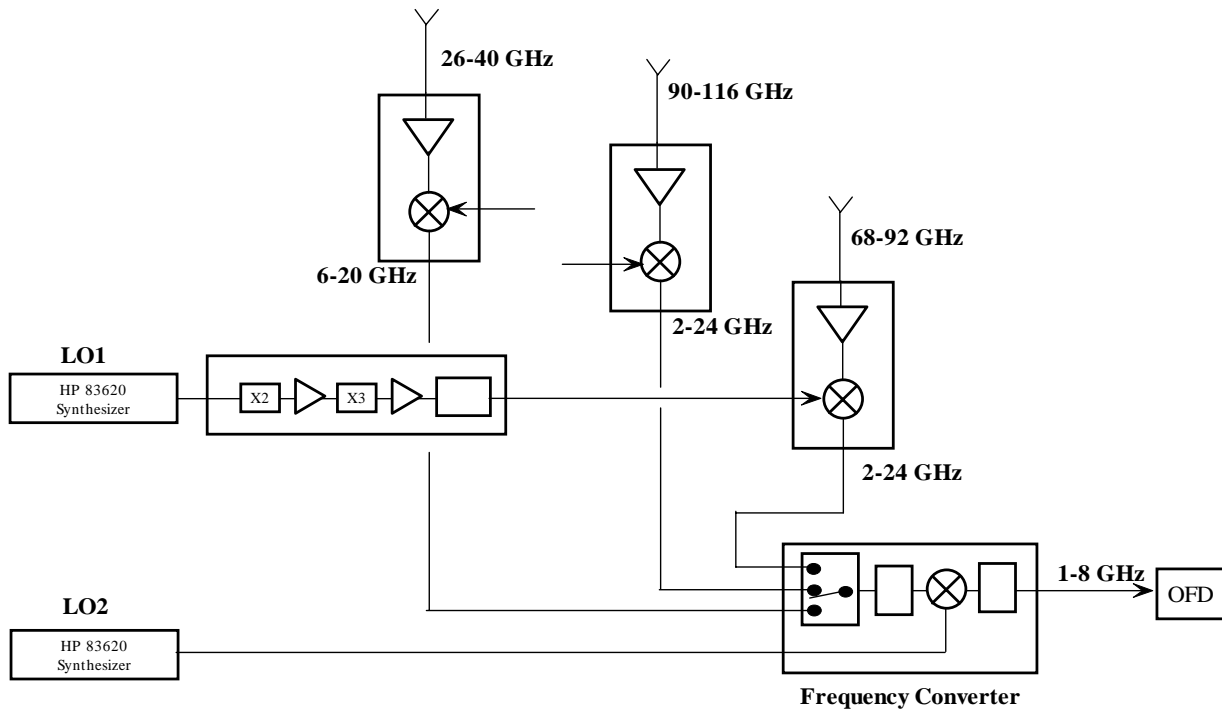 26-40 GHz
90-116 GHz
68-92 GHz
6-20 GHz
2-24 GHz
LO1
HP 83620
Synthesizer
X2
X3
2-24 GHz
1-8 GHz
OFD
LO2
HP 83620
Synthesizer
Frequency Converter